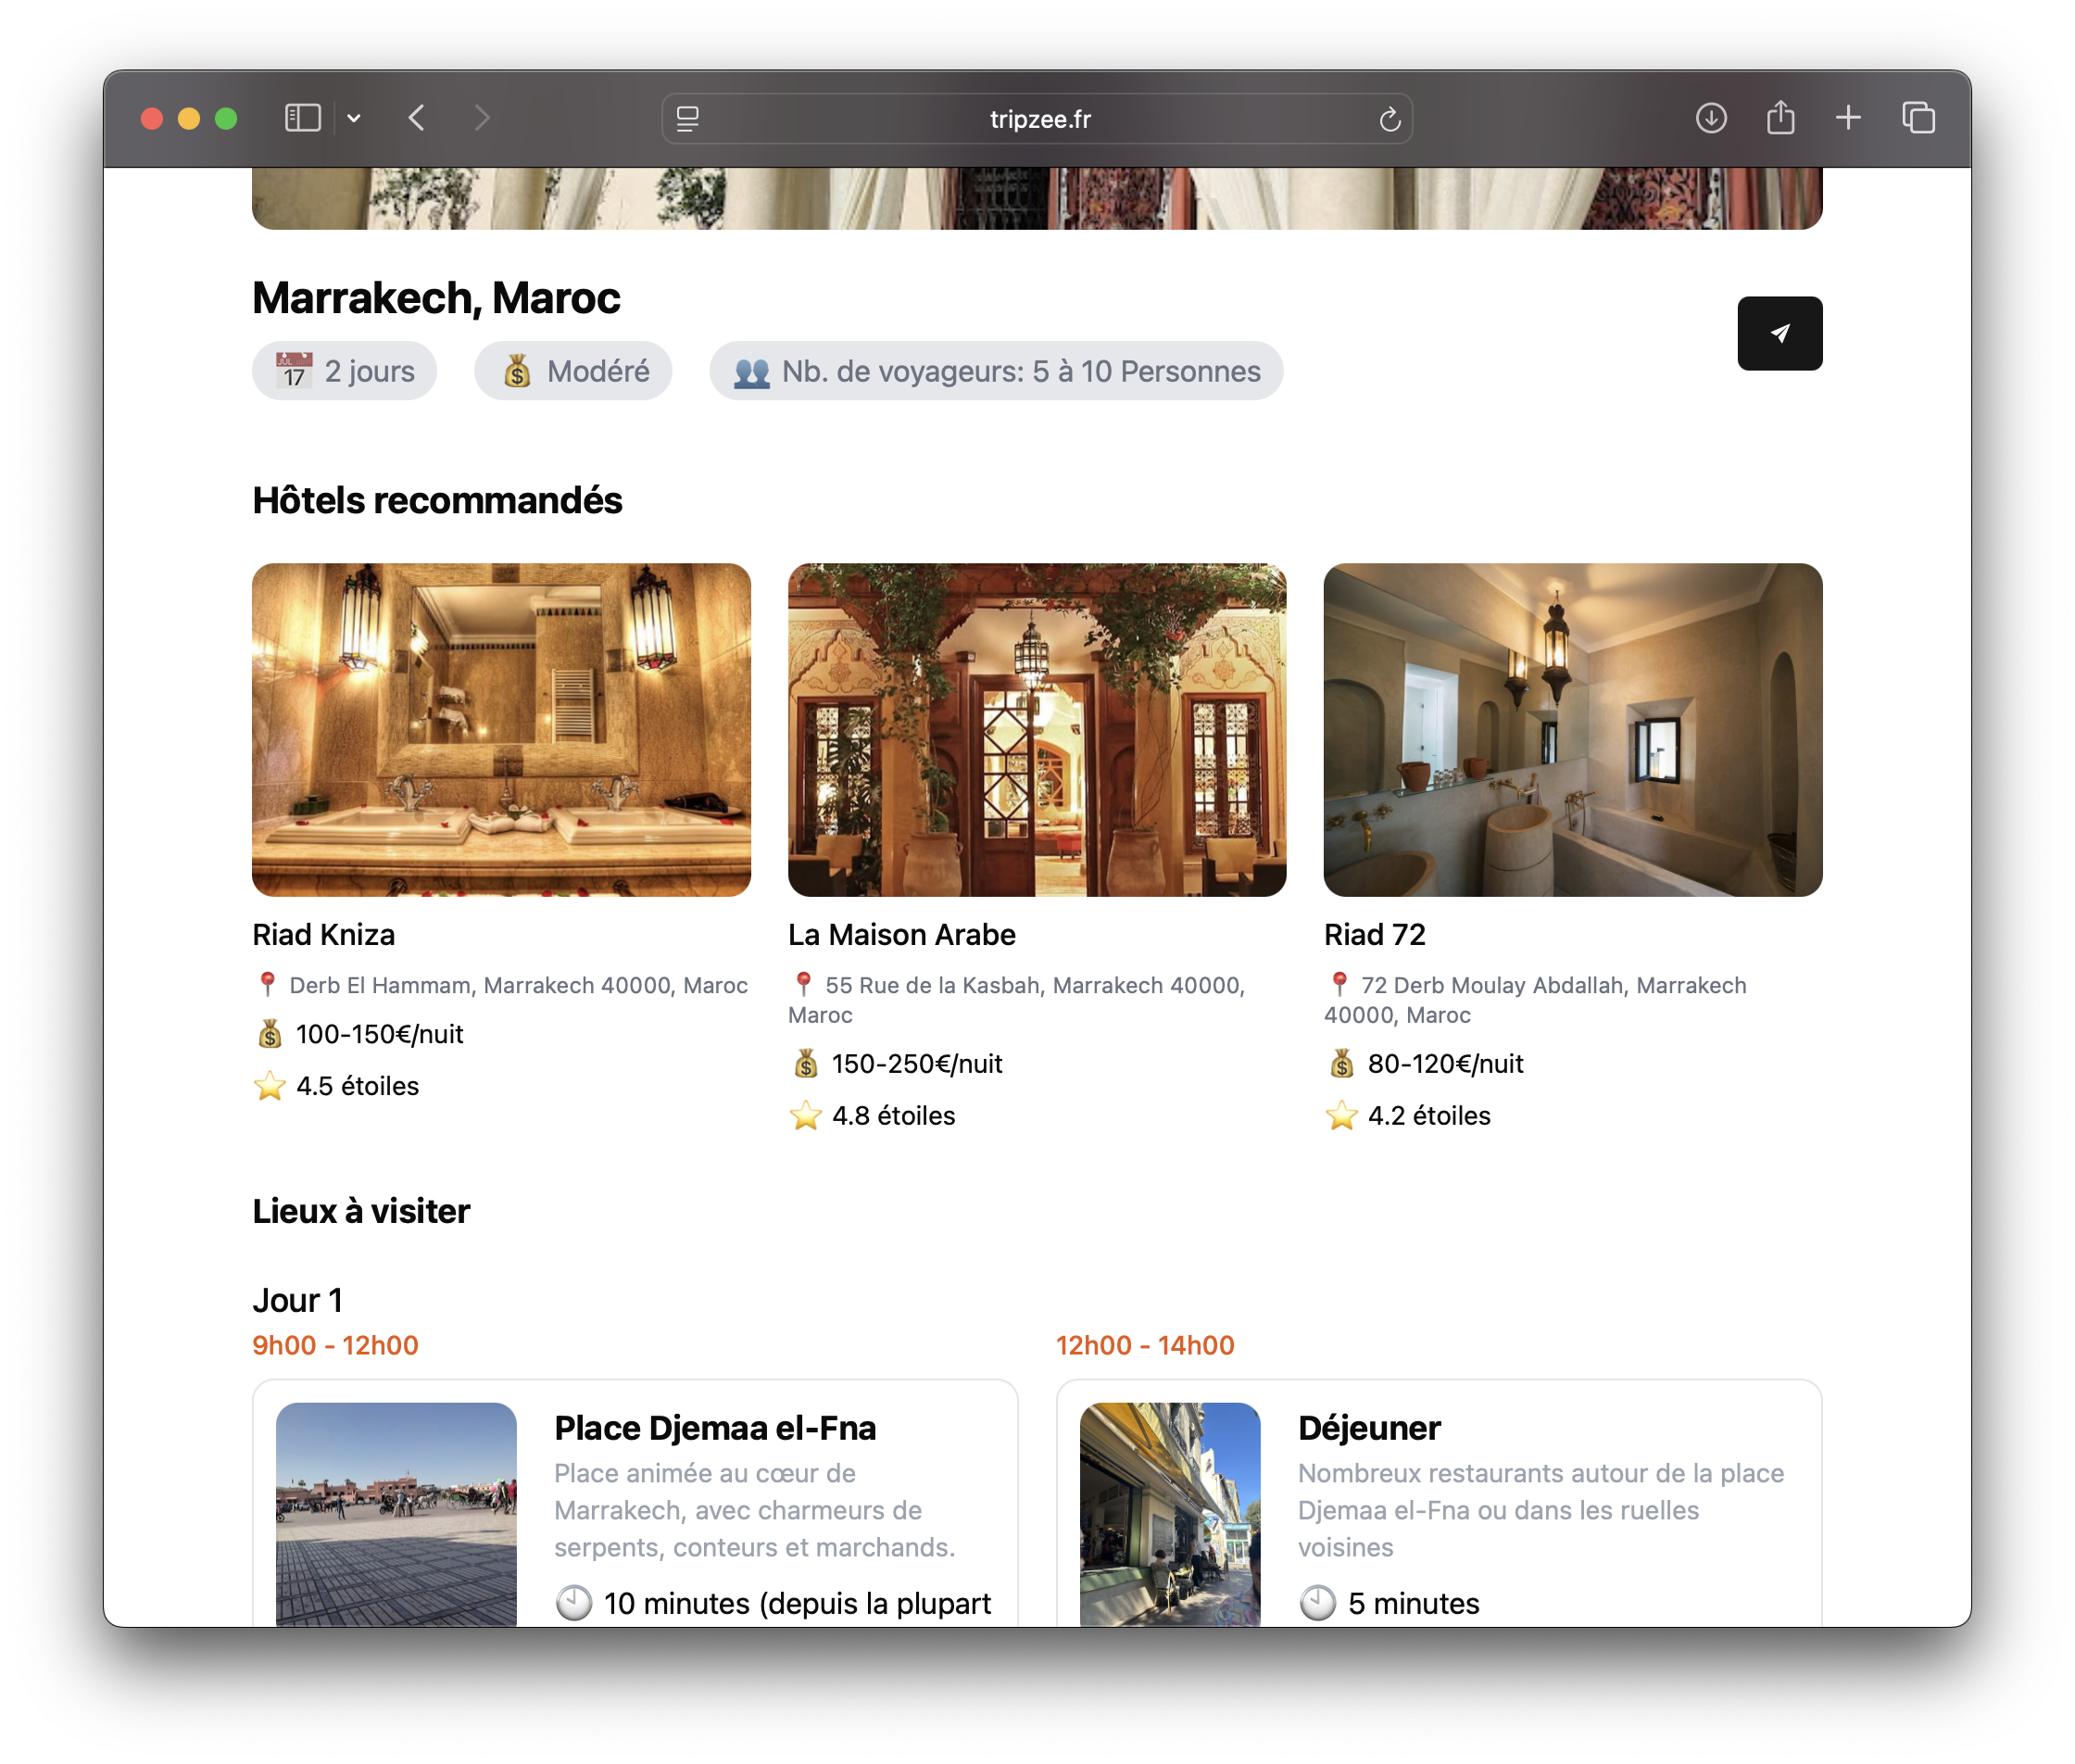 tripzee.fr
Marrakech, Maroc
📅 2 jours
💰 Modéré
👥 Nb. de voyageurs: 5 à 10 Personnes
Hôtels recommandés
Riad Kniza
📍 Derb El Hammam, Marrakech 40000, Maroc
💰 100-150€/nuit
⭐ 4.5 étoiles
La Maison Arabe
📍 55 Rue de la Kasbah, Marrakech 40000,
Maroc
💰 150-250€/nuit
⭐ 4.8 étoiles
Riad 72
📍 72 Derb Moulay Abdallah, Marrakech
40000, Maroc
💰 80-120€/nuit
⭐ 4.2 étoiles
Lieux à visiter
Jour 1
9h00 - 12h00
Place Djemaa el-Fna
Place animée au cœur de
Marrakech, avec charmeurs de
serpents, conteurs et marchands.
🕙 10 minutes (depuis la plupart
12h00 - 14h00
Déjeuner
Nombreux restaurants autour de la place
Djemaa el-Fna ou dans les ruelles
voisines
🕙 5 minutes